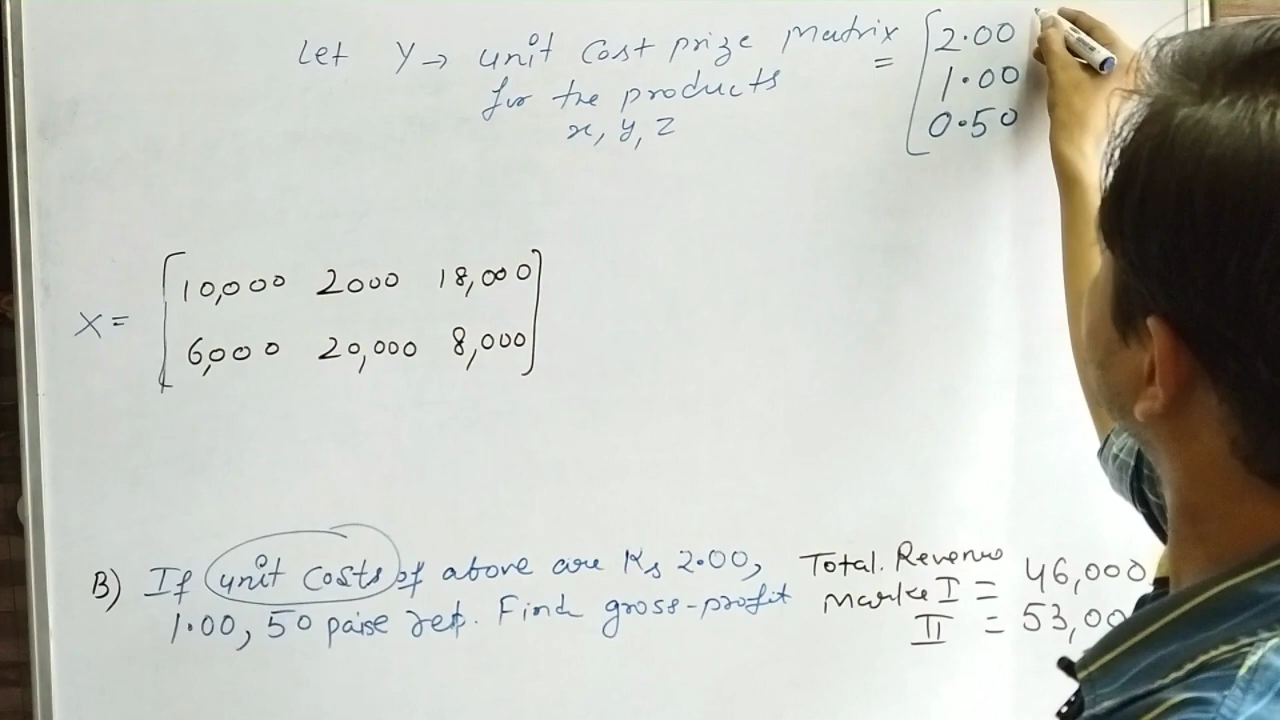 Let Y → unit cost prize matrix = [2.00
for the products 1.00
x, y, z 0.50
X = [10,000 2000 18,000]
6,000 20,000 8,000
B) If unit costs of above are Rs 2.00,
1.00, 50 paise resp. Find gross-profit
Total. Revenue
Market I = 46,000
II = 53,00